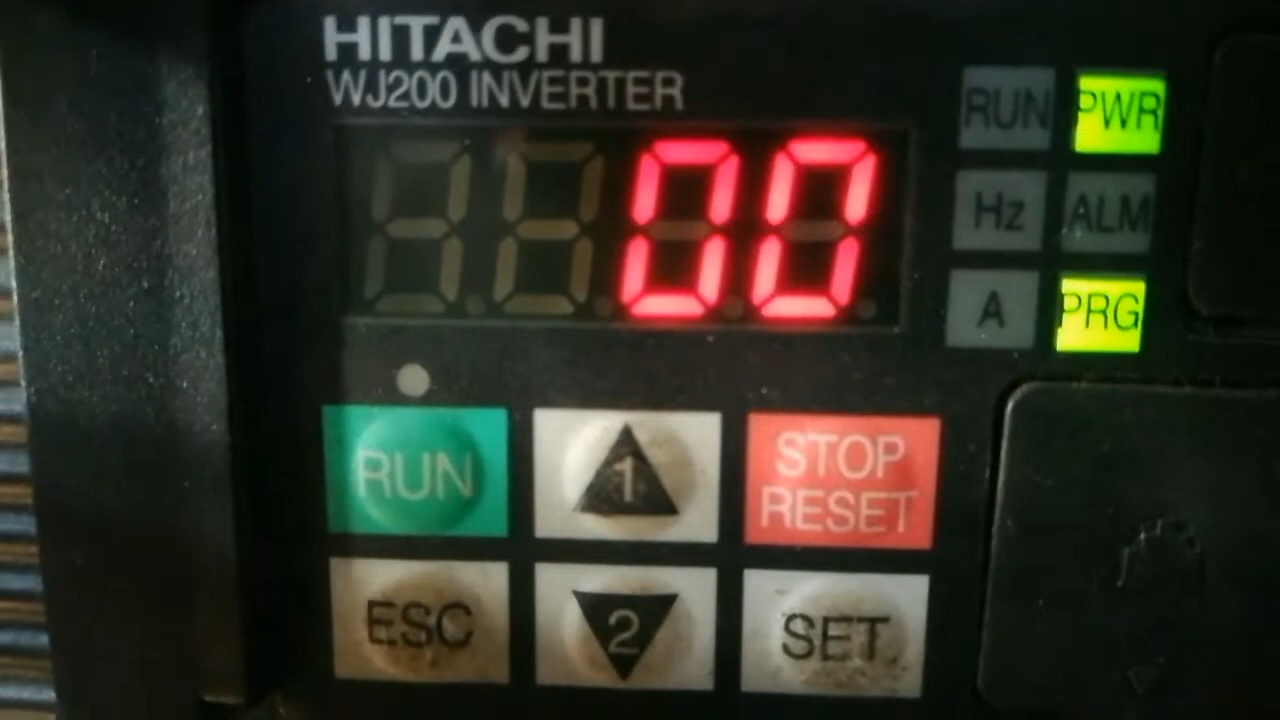 HITACHI
WJ200 INVERTER
00
RUN PWR
Hz ALM
A PRG
RUN 1 STOP RESET
ESC 2 SET